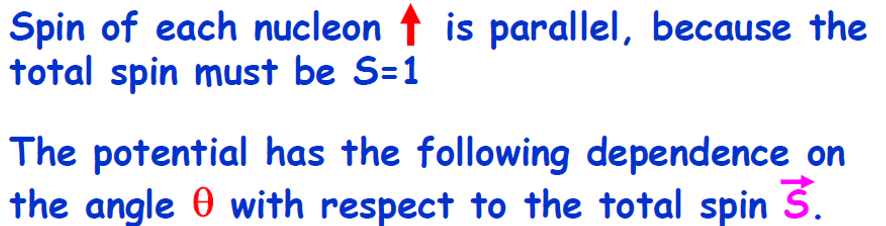 Spin of each nucleon ↑ is parallel, because the
total spin must be S=1
The potential has the following dependence on
the angle θ with respect to the total spin S⃗.